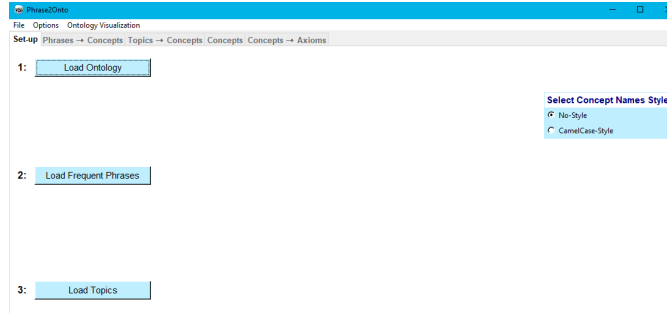 Phrase2Onto
File Options Ontology Visualization
Set-up Phrases → Concepts Topics → Concepts Concepts Concepts → Axioms
1: Load Ontology
Select Concept Names Style
No-Style
CamelCase-Style
2: Load Frequent Phrases
3: Load Topics